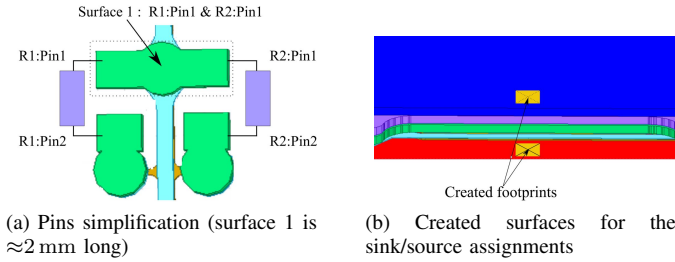 Surface 1 : R1:Pin1 & R2:Pin1
R1:Pin1
R2:Pin1
R1:Pin2
R2:Pin2
Created footprints
(a) Pins simplification (surface 1 is
≈2 mm long)
(b) Created surfaces for the
sink/source assignments